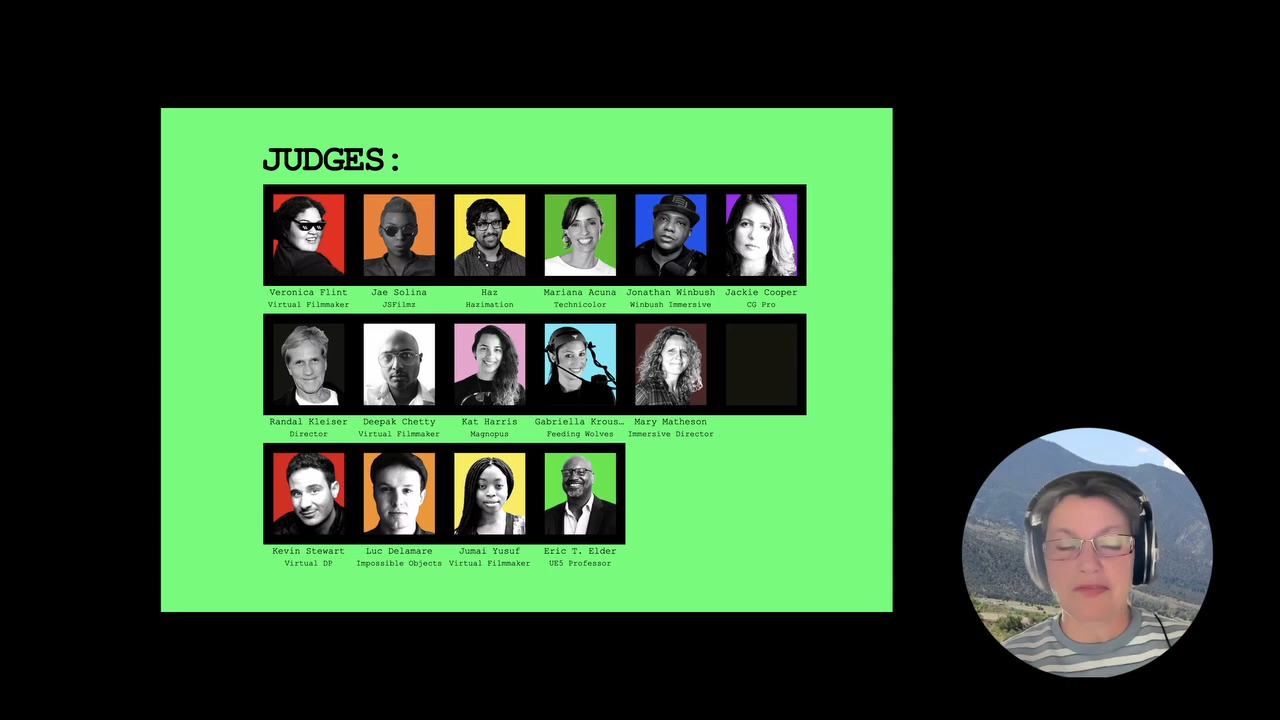 JUDGES:
Veronica Flint Jae Solina Haz Mariana Acuna Jonathan Winbush Jackie Cooper
Virtual Filmmaker JSFilmz Hazimation Technicolor Winbush Immersive CG Pro
Randal Kleiser Deepak Chetty Kat Harris Gabriella Krous… Mary Matheson
Director Virtual Filmmaker Magnopus Feeding Wolves Immersive Director
Kevin Stewart Luc Delamare Jumai Yusuf Eric T. Elder
Virtual DP Impossible Objects Virtual Filmmaker UE5 Professor